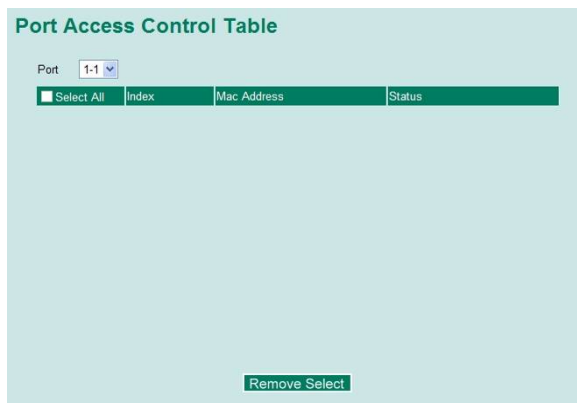 Port Access Control Table
Port 1-1
Select All Index Mac Address Status
Remove Select